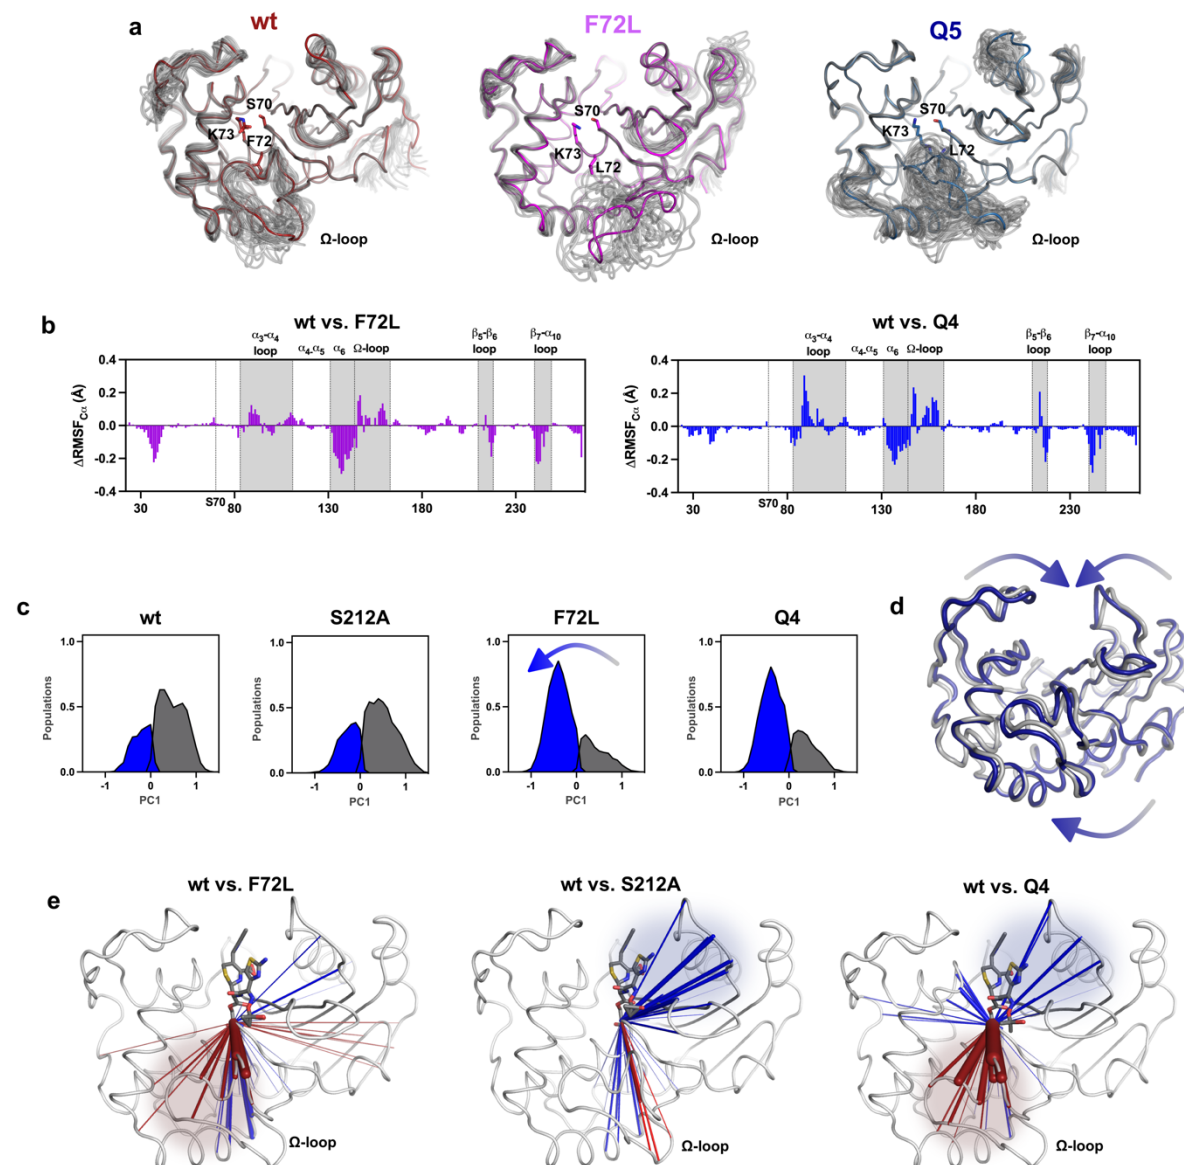 a
wt
F72L
Q5
S70
K73
F72
Ω-loop
S70
K73
L72
Ω-loop
S70
K73
L72
Ω-loop
b
wt vs. F72L
α3-α4
loop
α4-α5
α6
Ω-loop
β5-β6
loop
β7-α10
loop
ΔRMSFCα (Å)
0.4
0.2
0.0
-0.2
-0.4
30
S70
80
130
180
230
wt vs. Q4
α3-α4
loop
α4-α5
α6
Ω-loop
β5-β6
loop
β7-α10
loop
ΔRMSFCα (Å)
0.4
0.2
0.0
-0.2
-0.4
30
S70
80
130
180
230
c
wt
Populations
1.0
0.5
0.0
-1 0 1
PC1
S212A
Populations
1.0
0.5
0.0
-1 0 1
PC1
F72L
Populations
1.0
0.5
0.0
-1 0 1
PC1
Q4
Populations
1.0
0.5
0.0
-1 0 1
PC1
d
e
wt vs. F72L
Ω-loop
wt vs. S212A
Ω-loop
wt vs. Q4
Ω-loop